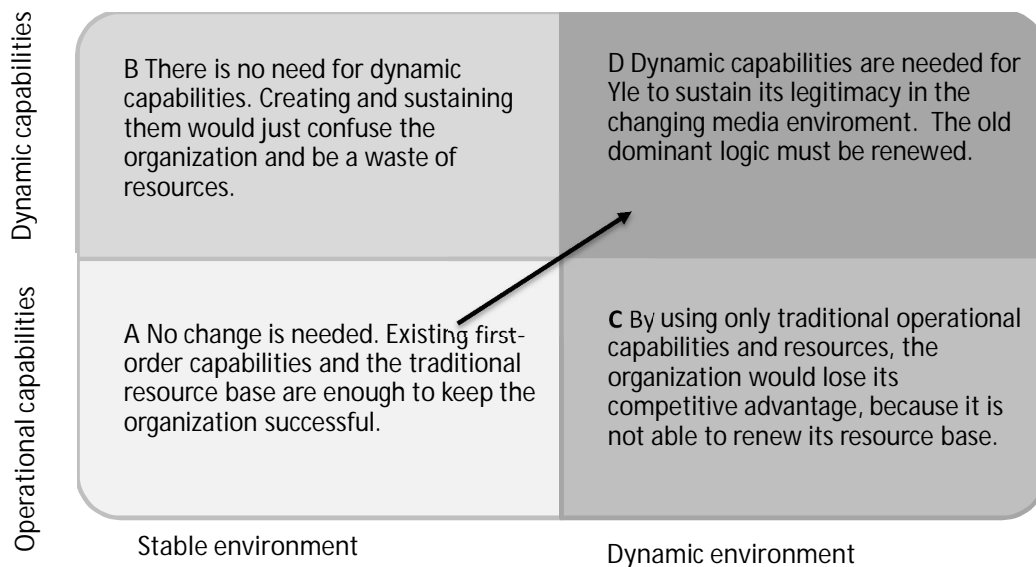 Dynamic capabilities
B There is no need for dynamic
capabilities. Creating and sustaining
them would just confuse the
organization and be a waste of
resources.
D Dynamic capabilities are needed for
Yle to sustain its legitimacy in the
changing media enviroment. The old
dominant logic must be renewed.
Operational capabilities
A No change is needed. Existing first-
order capabilities and the traditional
resource base are enough to keep the
organization successful.
C By using only traditional operational
capabilities and resources, the
organization would lose its
competitive advantage, because it is
not able to renew its resource base.
Stable environment
Dynamic environment